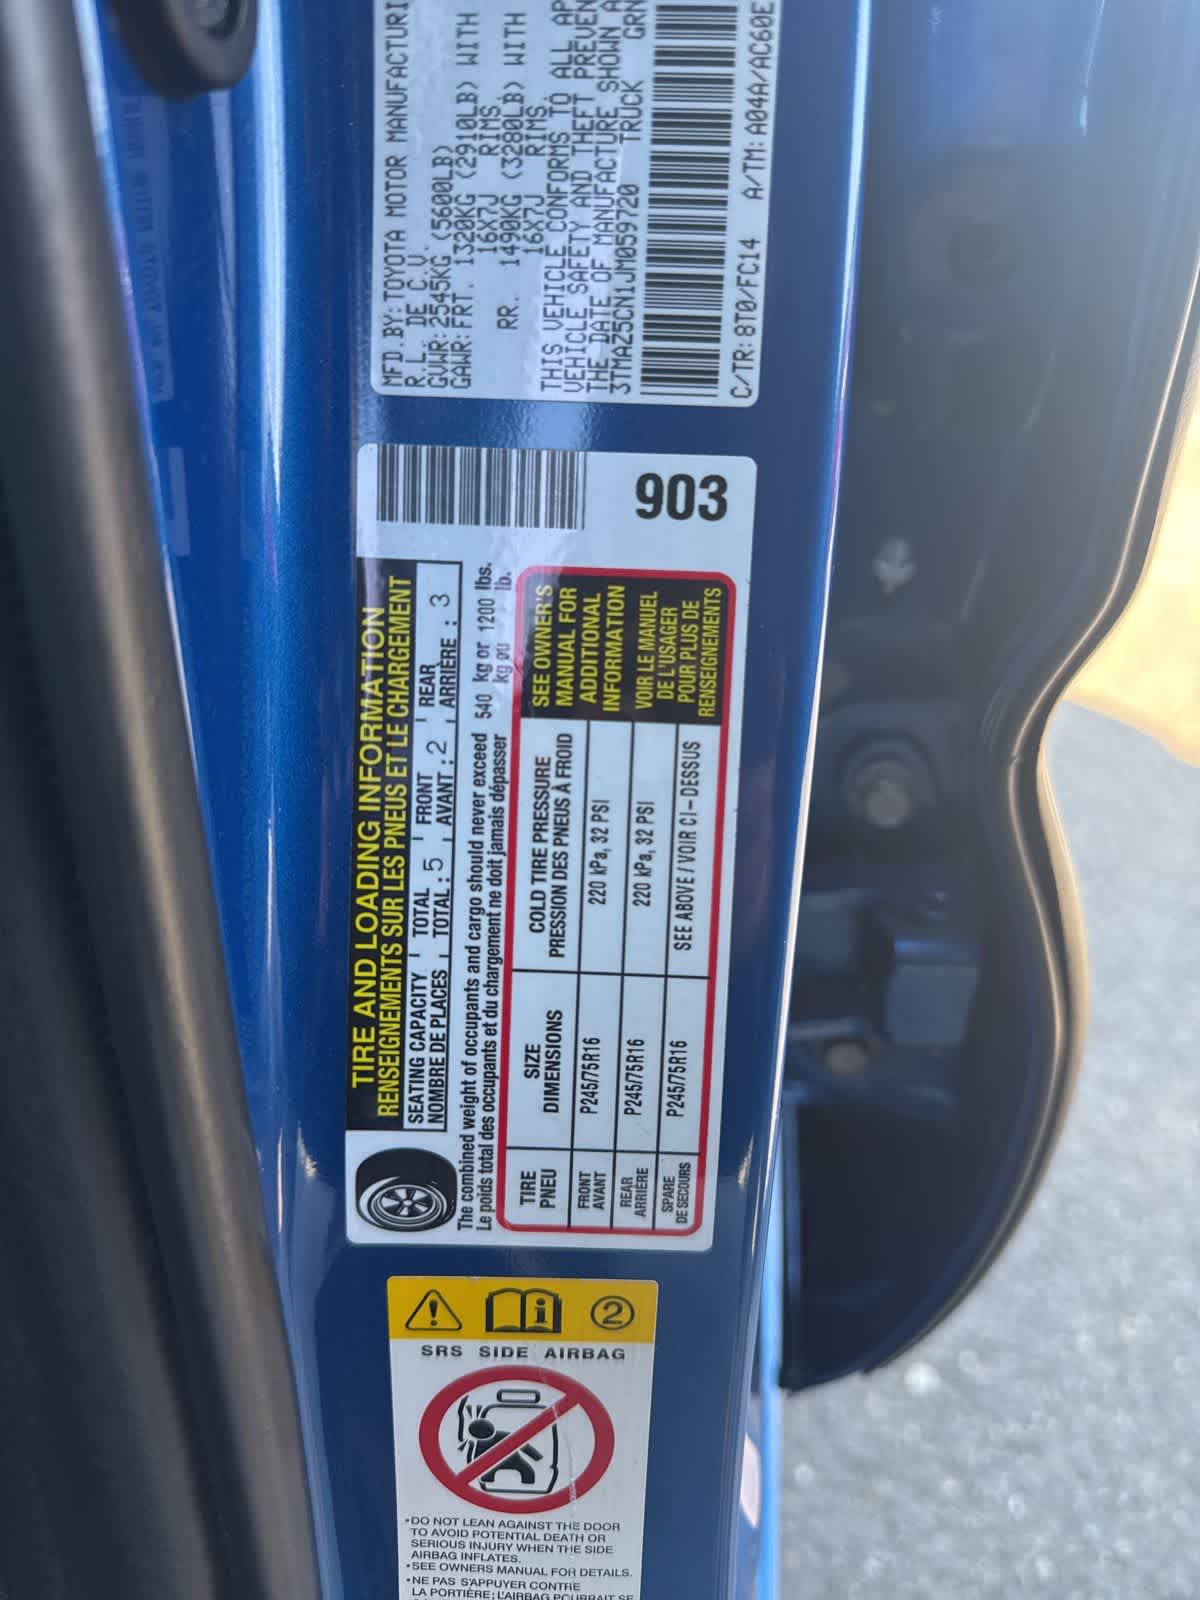 MFD.BY:TOYOTA MOTOR MANUFACTURI
R.L. DE C.V.
GVWR:2545KG(5600LB)
GAWR:FRT. 1320KG (2910LB) WITH
16X7J RIMS,
RR. 1490KG (3280LB) WITH
16X7J RIMS.
THIS VEHICLE CONFORMS TO ALL AP
VEHICLE SAFETY AND THEFT PREVEN
THE DATE OF MANUFACTURE SHOWN A
3TMAZ5CN1JM059720 TRUCK GRN
C/TR:8T0/FC14 A/TM:A04A/AC60E
903
TIRE AND LOADING INFORMATION
RENSEIGNEMENTS SUR LES PNEUS ET LE CHARGEMENT
SEATING CAPACITY TOTAL FRONT REAR
NOMBRE DE PLACES TOTAL : 5 AVANT : 2 ARRIÈRE : 3
The combined weight of occupants and cargo should never exceed 540 kg or 1200 lbs.
Le poids total des occupants et du chargement ne doit jamais dépasser kg ou lb.
TIRE SIZE COLD TIRE PRESSURE
PNEU DIMENSIONS PRESSION DES PNEUS À FROID
FRONT
AVANT P245/75R16 220 kPa, 32 PSI
REAR
ARRIÈRE P245/75R16 220 kPa, 32 PSI
SPARE
DE SECOURS P245/75R16 SEE ABOVE / VOIR CI-DESSUS
SEE OWNER'S
MANUAL FOR
ADDITIONAL
INFORMATION
VOIR LE MANUEL
DE L'USAGER
POUR PLUS DE
RENSEIGNEMENTS
2
SRS SIDE AIRBAG
•DO NOT LEAN AGAINST THE DOOR
TO AVOID POTENTIAL DEATH OR
SERIOUS INJURY WHEN THE SIDE
AIRBAG INFLATES.
•SEE OWNERS MANUAL FOR DETAILS.
•NE PAS S'APPUYER CONTRE
LA PORTIÈRE; L'AIRBAG POURRAIT SE